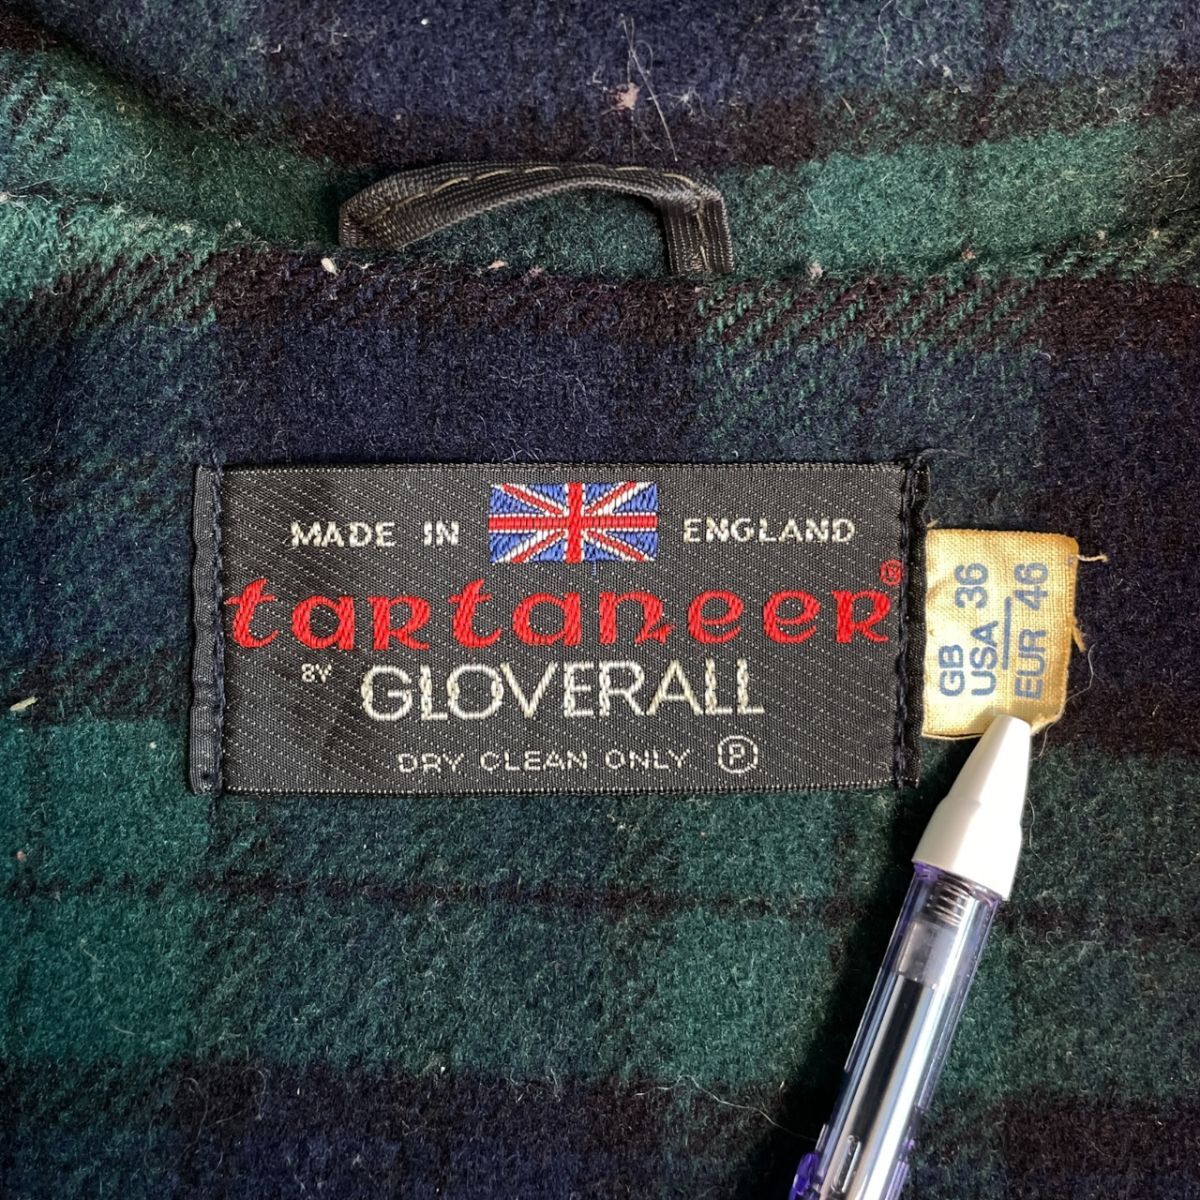 MADE IN ENGLAND
tartaneer®
BY GLOVERALL
DRY CLEAN ONLY Ⓟ
GB
USA 36
EUR 46